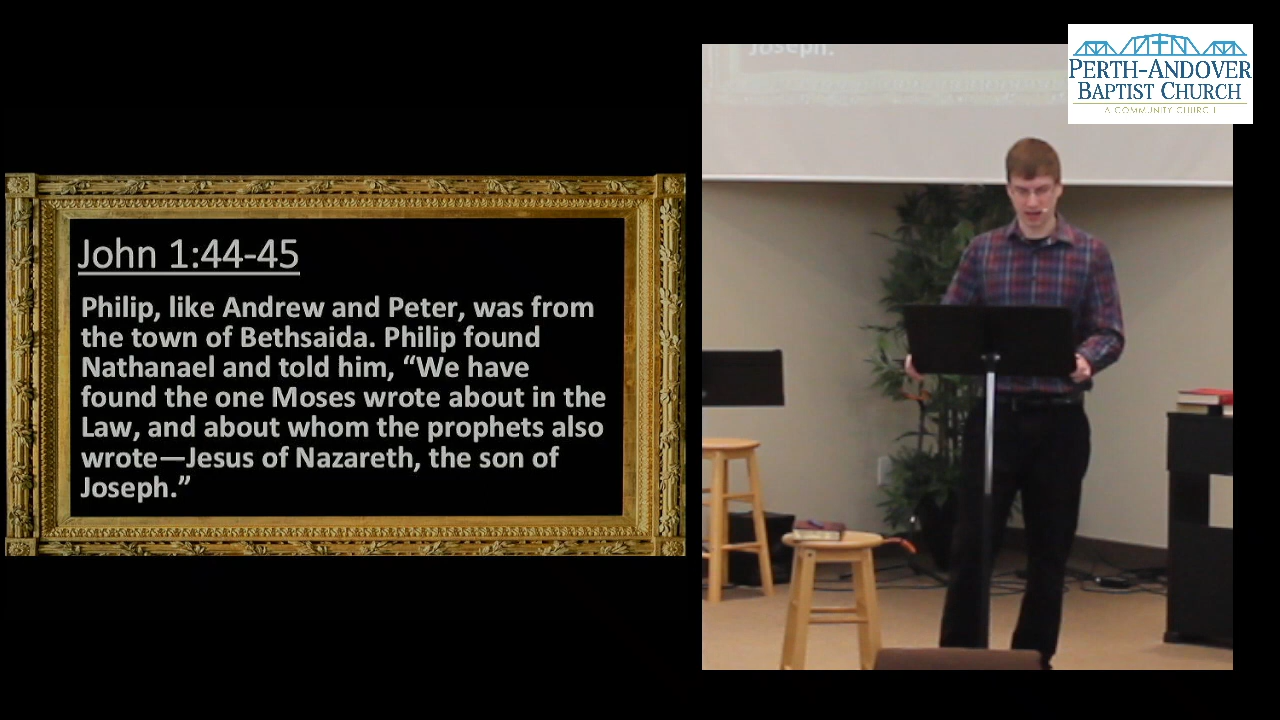 John 1:44-45
Philip, like Andrew and Peter, was from
the town of Bethsaida. Philip found
Nathanael and told him, “We have
found the one Moses wrote about in the
Law, and about whom the prophets also
wrote—Jesus of Nazareth, the son of
Joseph.”
Joseph.
PERTH-ANDOVER
BAPTIST CHURCH
A COMMUNITY CHURCH